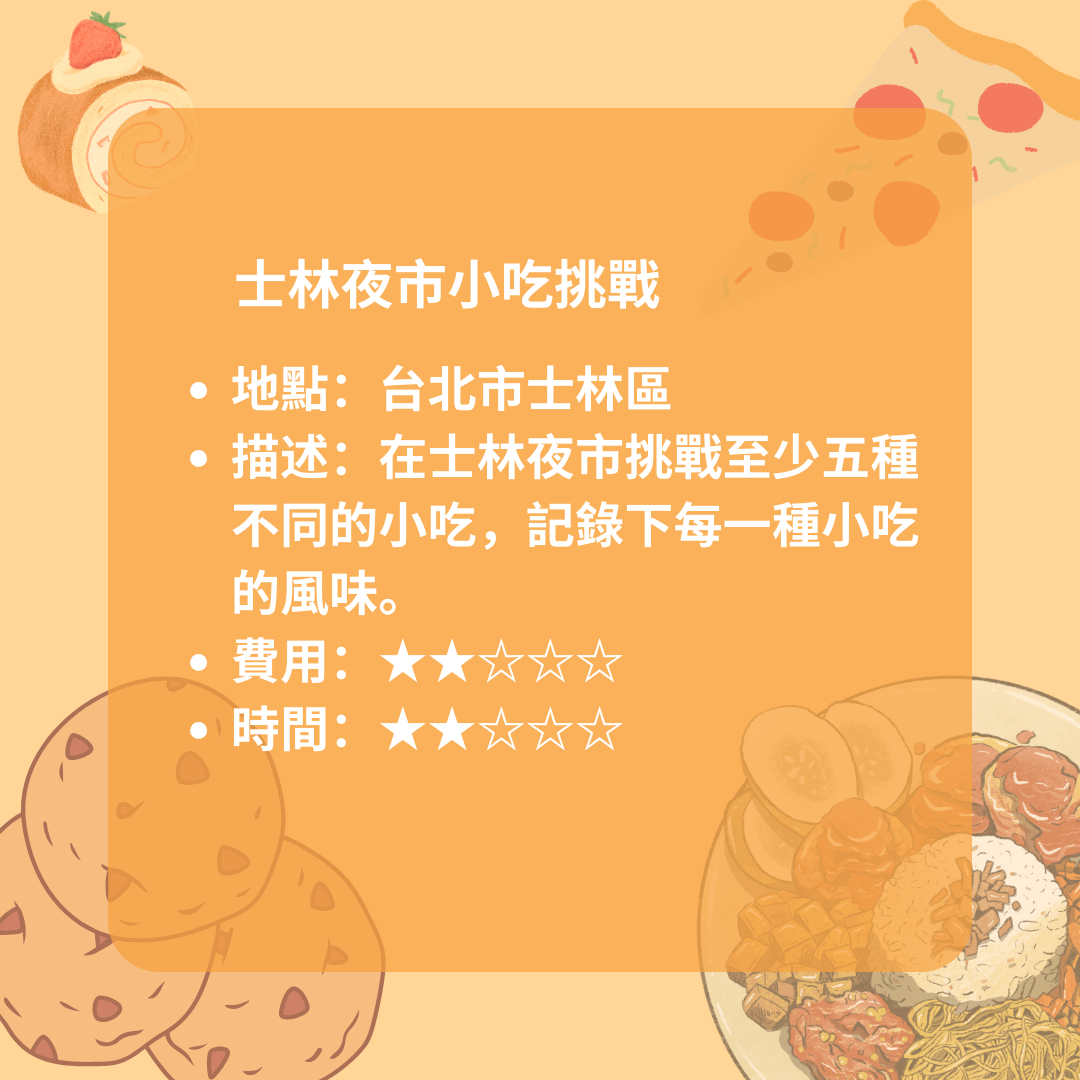 士林夜市小吃挑戰
• 地點：台北市士林區
• 描述：在士林夜市挑戰至少五種
不同的小吃，記錄下每一種小吃
的風味。
• 費用：★★☆☆☆
• 時間：★★☆☆☆